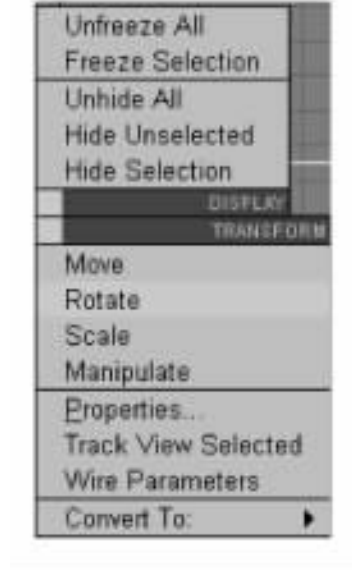 Unfreeze All
Freeze Selection
Unhide All
Hide Unselected
Hide Selection
DISPLAY
TRANSFORM
Move
Rotate
Scale
Manipulate
Properties...
Track View Selected
Wire Parameters
Convert To: